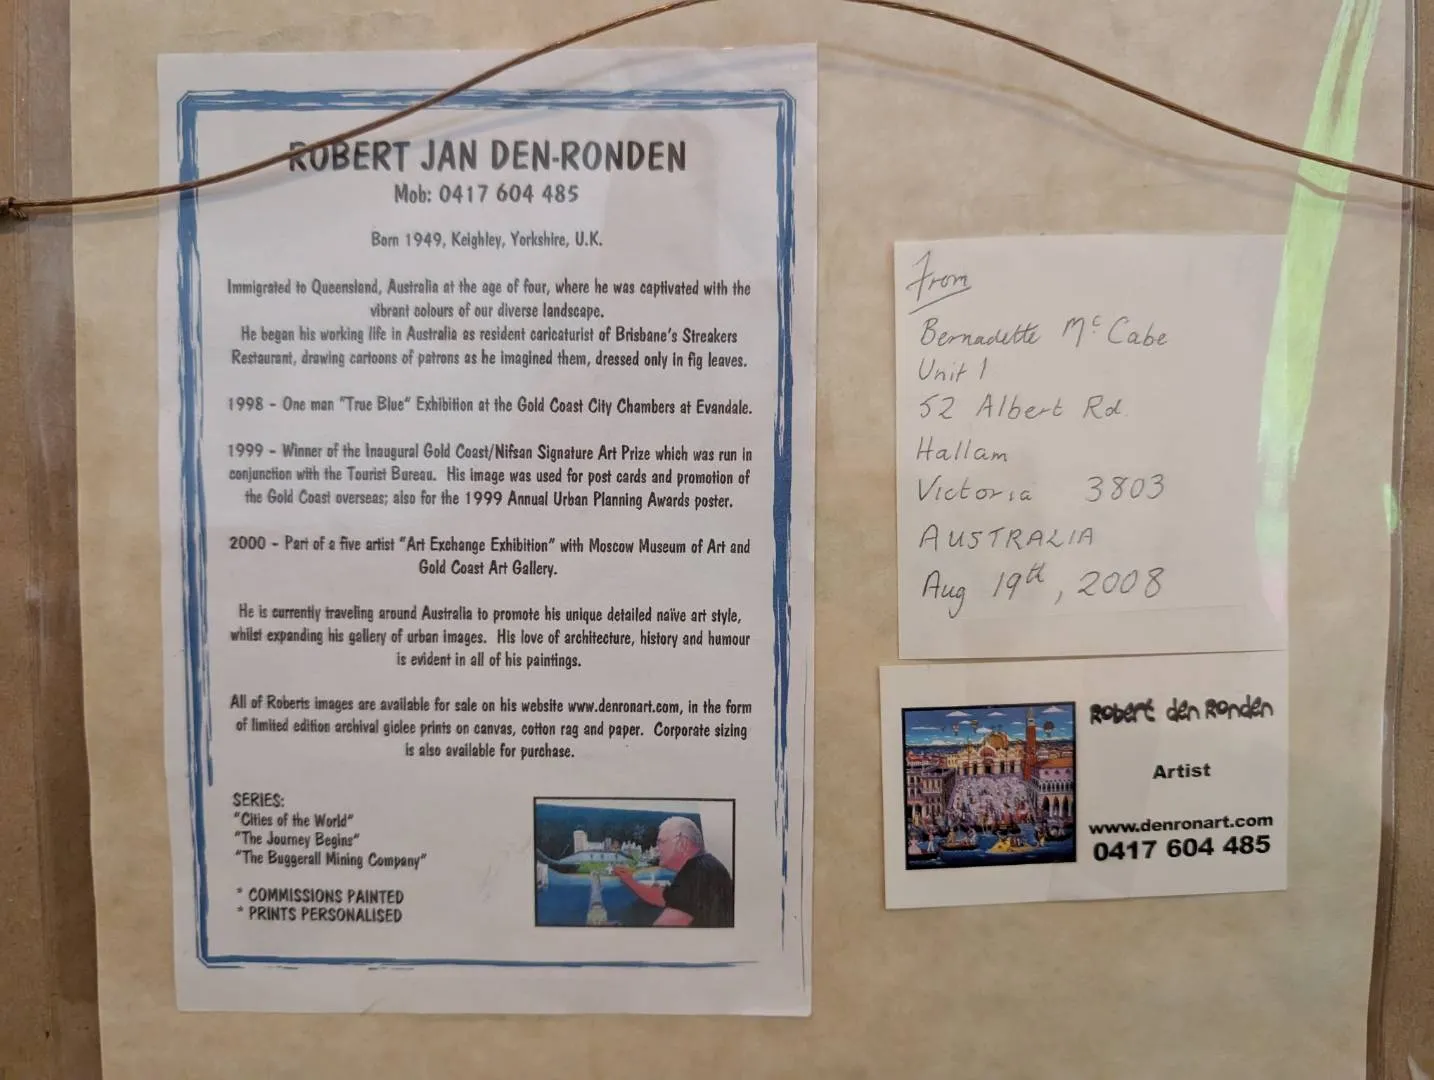 ROBERT JAN DEN-RONDEN
Mob: 0417 604 485
Born 1949, Keighley, Yorkshire, U.K.
Immigrated to Queensland, Australia at the age of four, where he was captivated with the
vibrant colours of our diverse landscape.
He began his working life in Australia as resident caricaturist of Brisbane's Streakers
Restaurant, drawing cartoons of patrons as he imagined them, dressed only in fig leaves.
1998 - One man "True Blue" Exhibition at the Gold Coast City Chambers at Evandale.
1999 - Winner of the Inaugural Gold Coast/Nifsan Signature Art Prize which was run in
conjunction with the Tourist Bureau. His image was used for post cards and promotion of
the Gold Coast overseas; also for the 1999 Annual Urban Planning Awards poster.
2000 - Part of a five artist "Art Exchange Exhibition" with Moscow Museum of Art and
Gold Coast Art Gallery.
He is currently traveling around Australia to promote his unique detailed naïve art style,
whilst expanding his gallery of urban images. His love of architecture, history and humour
is evident in all of his paintings.
All of Roberts images are available for sale on his website www.denronart.com, in the form
of limited edition archival giclee prints on canvas, cotton rag and paper. Corporate sizing
is also available for purchase.
SERIES:
"Cities of the World"
"The Journey Begins"
"The Buggerall Mining Company"
* COMMISSIONS PAINTED
* PRINTS PERSONALISED
From
Bernadette McCabe
Unit 1
52 Albert Rd.
Hallam
Victoria 3803
AUSTRALIA
Aug 19th, 2008
Robert den Ronden
Artist
www.denronart.com
0417 604 485